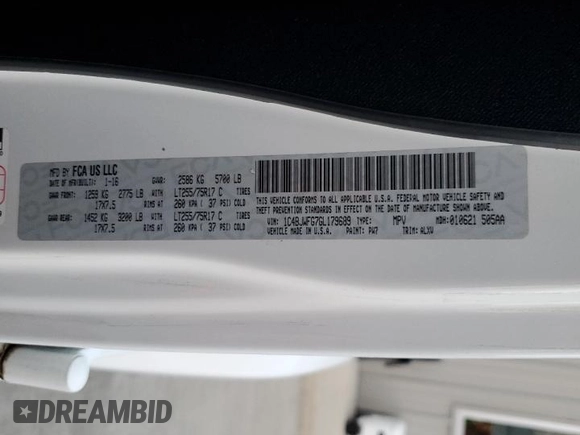 MFD BY FCA US LLC
DATE OF MFR(BUILT): 1-16 GVWR: 2586 KG 5700 LB
GAWR FRONT: 1259 KG 2775 LB WITH LT255/75R17 C TIRES
17X7.5 RIMS AT 260 KPA ( 37 PSI) COLD
GAWR REAR: 1452 KG 3200 LB WITH LT255/75R17 C TIRES
17X7.5 RIMS AT 260 KPA ( 37 PSI) COLD
THIS VEHICLE CONFORMS TO ALL APPLICABLE U.S.A. FEDERAL MOTOR VEHICLE SAFETY AND
THEFT PREVENTION STANDARDS IN EFFECT ON THE DATE OF MANUFACTURE SHOWN ABOVE.
VIN: 1C4BJWFG7GL179609 TYPE: MPV MDH: 010621 505AA
VEHICLE MADE IN U.S.A. PAINT: PW7 TRIM: ALXW
DREAMBID